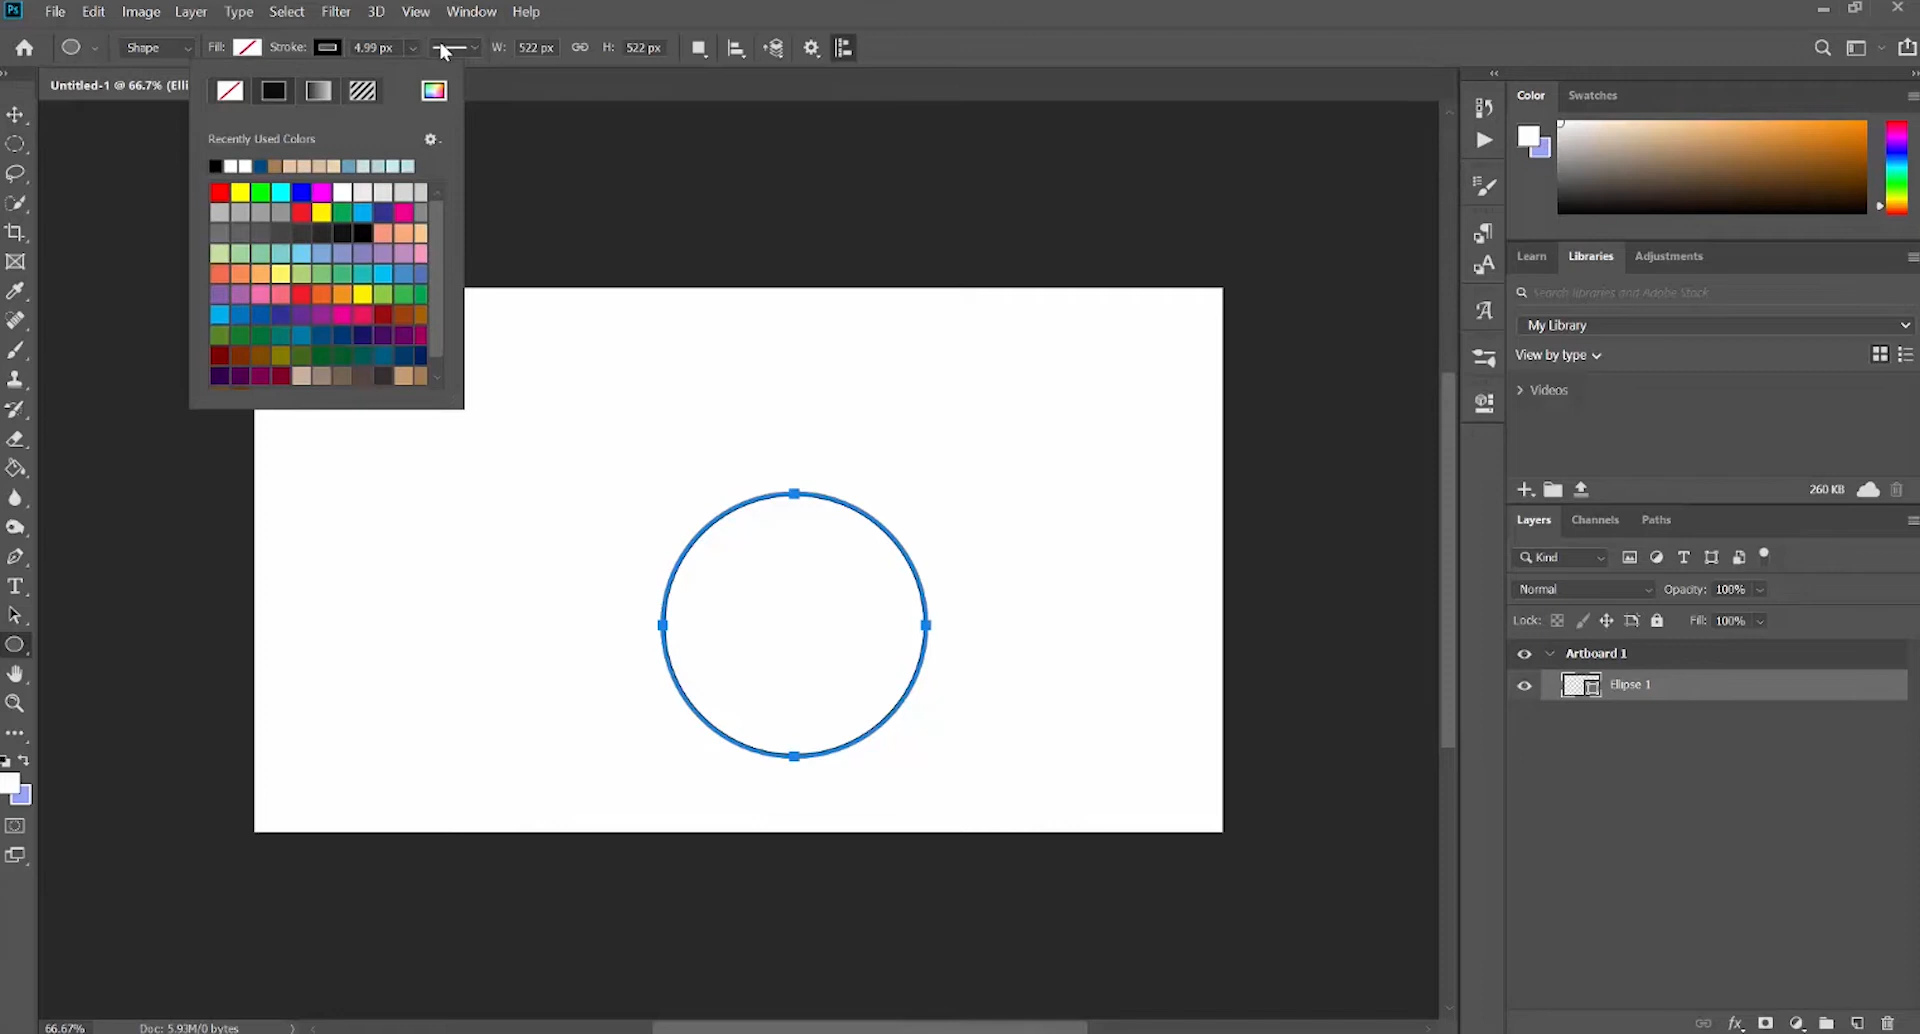 Ps File Edit Image Layer Type Select Filter 3D View Window Help
Shape Fill: Stroke: 4.99 px W: 522 px H: 522 px
Untitled-1 @ 66.7% (Elli
Recently Used Colors
Color Swatches
Learn Libraries Adjustments
Search libraries and Adobe Stock
My Library
View by type
Videos
260 KB
Layers Channels Paths
Kind
Normal Opacity: 100%
Lock: Fill: 100%
Artboard 1
Ellipse 1
66.67% Doc: 5.93M/0 bytes
fx